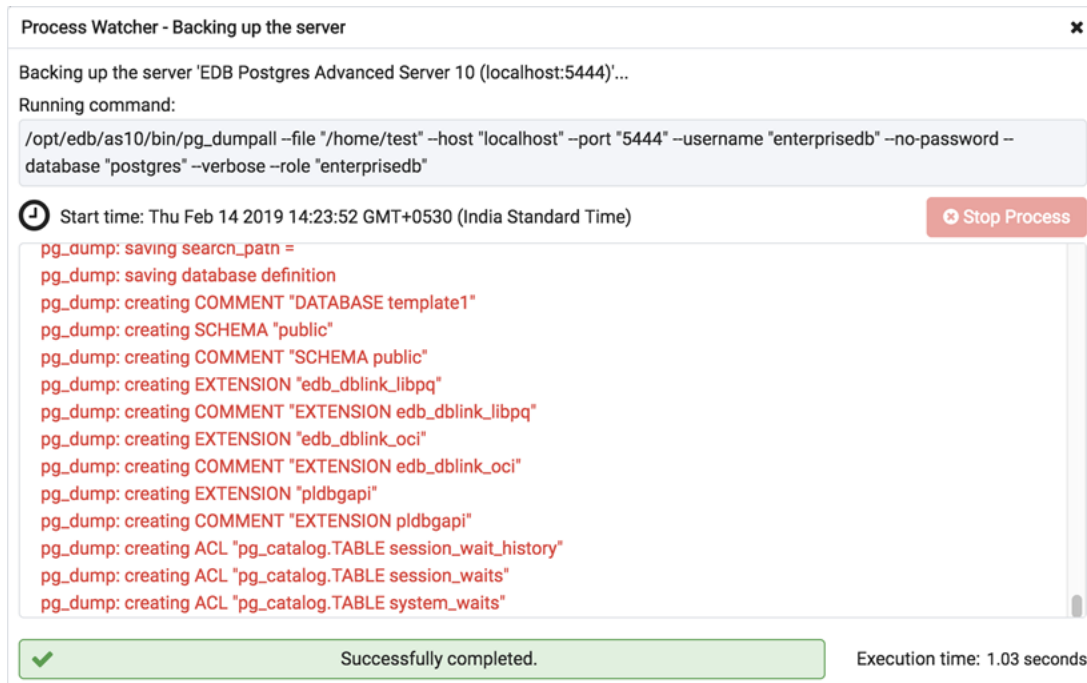 Process Watcher - Backing up the server
Backing up the server 'EDB Postgres Advanced Server 10 (localhost:5444)'...
Running command:
/opt/edb/as10/bin/pg_dumpall --file "/home/test" --host "localhost" --port "5444" --username "enterprisedb" --no-password --
database "postgres" --verbose --role "enterprisedb"
Start time: Thu Feb 14 2019 14:23:52 GMT+0530 (India Standard Time)
Stop Process
pg_dump: saving search_path =
pg_dump: saving database definition
pg_dump: creating COMMENT "DATABASE template1"
pg_dump: creating SCHEMA "public"
pg_dump: creating COMMENT "SCHEMA public"
pg_dump: creating EXTENSION "edb_dblink_libpq"
pg_dump: creating COMMENT "EXTENSION edb_dblink_libpq"
pg_dump: creating EXTENSION "edb_dblink_oci"
pg_dump: creating COMMENT "EXTENSION edb_dblink_oci"
pg_dump: creating EXTENSION "pldbgapi"
pg_dump: creating COMMENT "EXTENSION pldbgapi"
pg_dump: creating ACL "pg_catalog.TABLE session_wait_history"
pg_dump: creating ACL "pg_catalog.TABLE session_waits"
pg_dump: creating ACL "pg_catalog.TABLE system_waits"
Successfully completed.
Execution time: 1.03 seconds